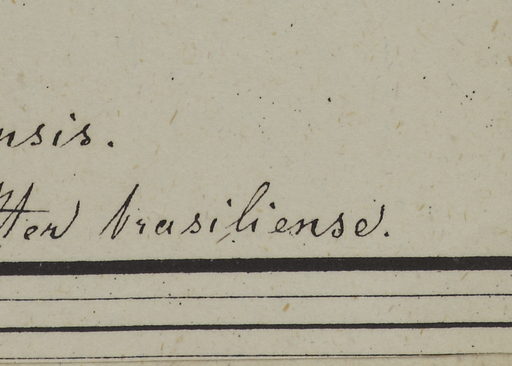 nsis.
tter brasiliense.